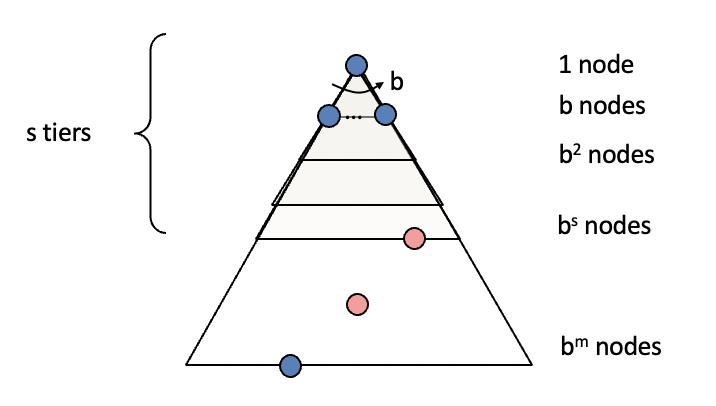 1 node
b
b nodes
s tiers
b² nodes
bˢ nodes
bᵐ nodes